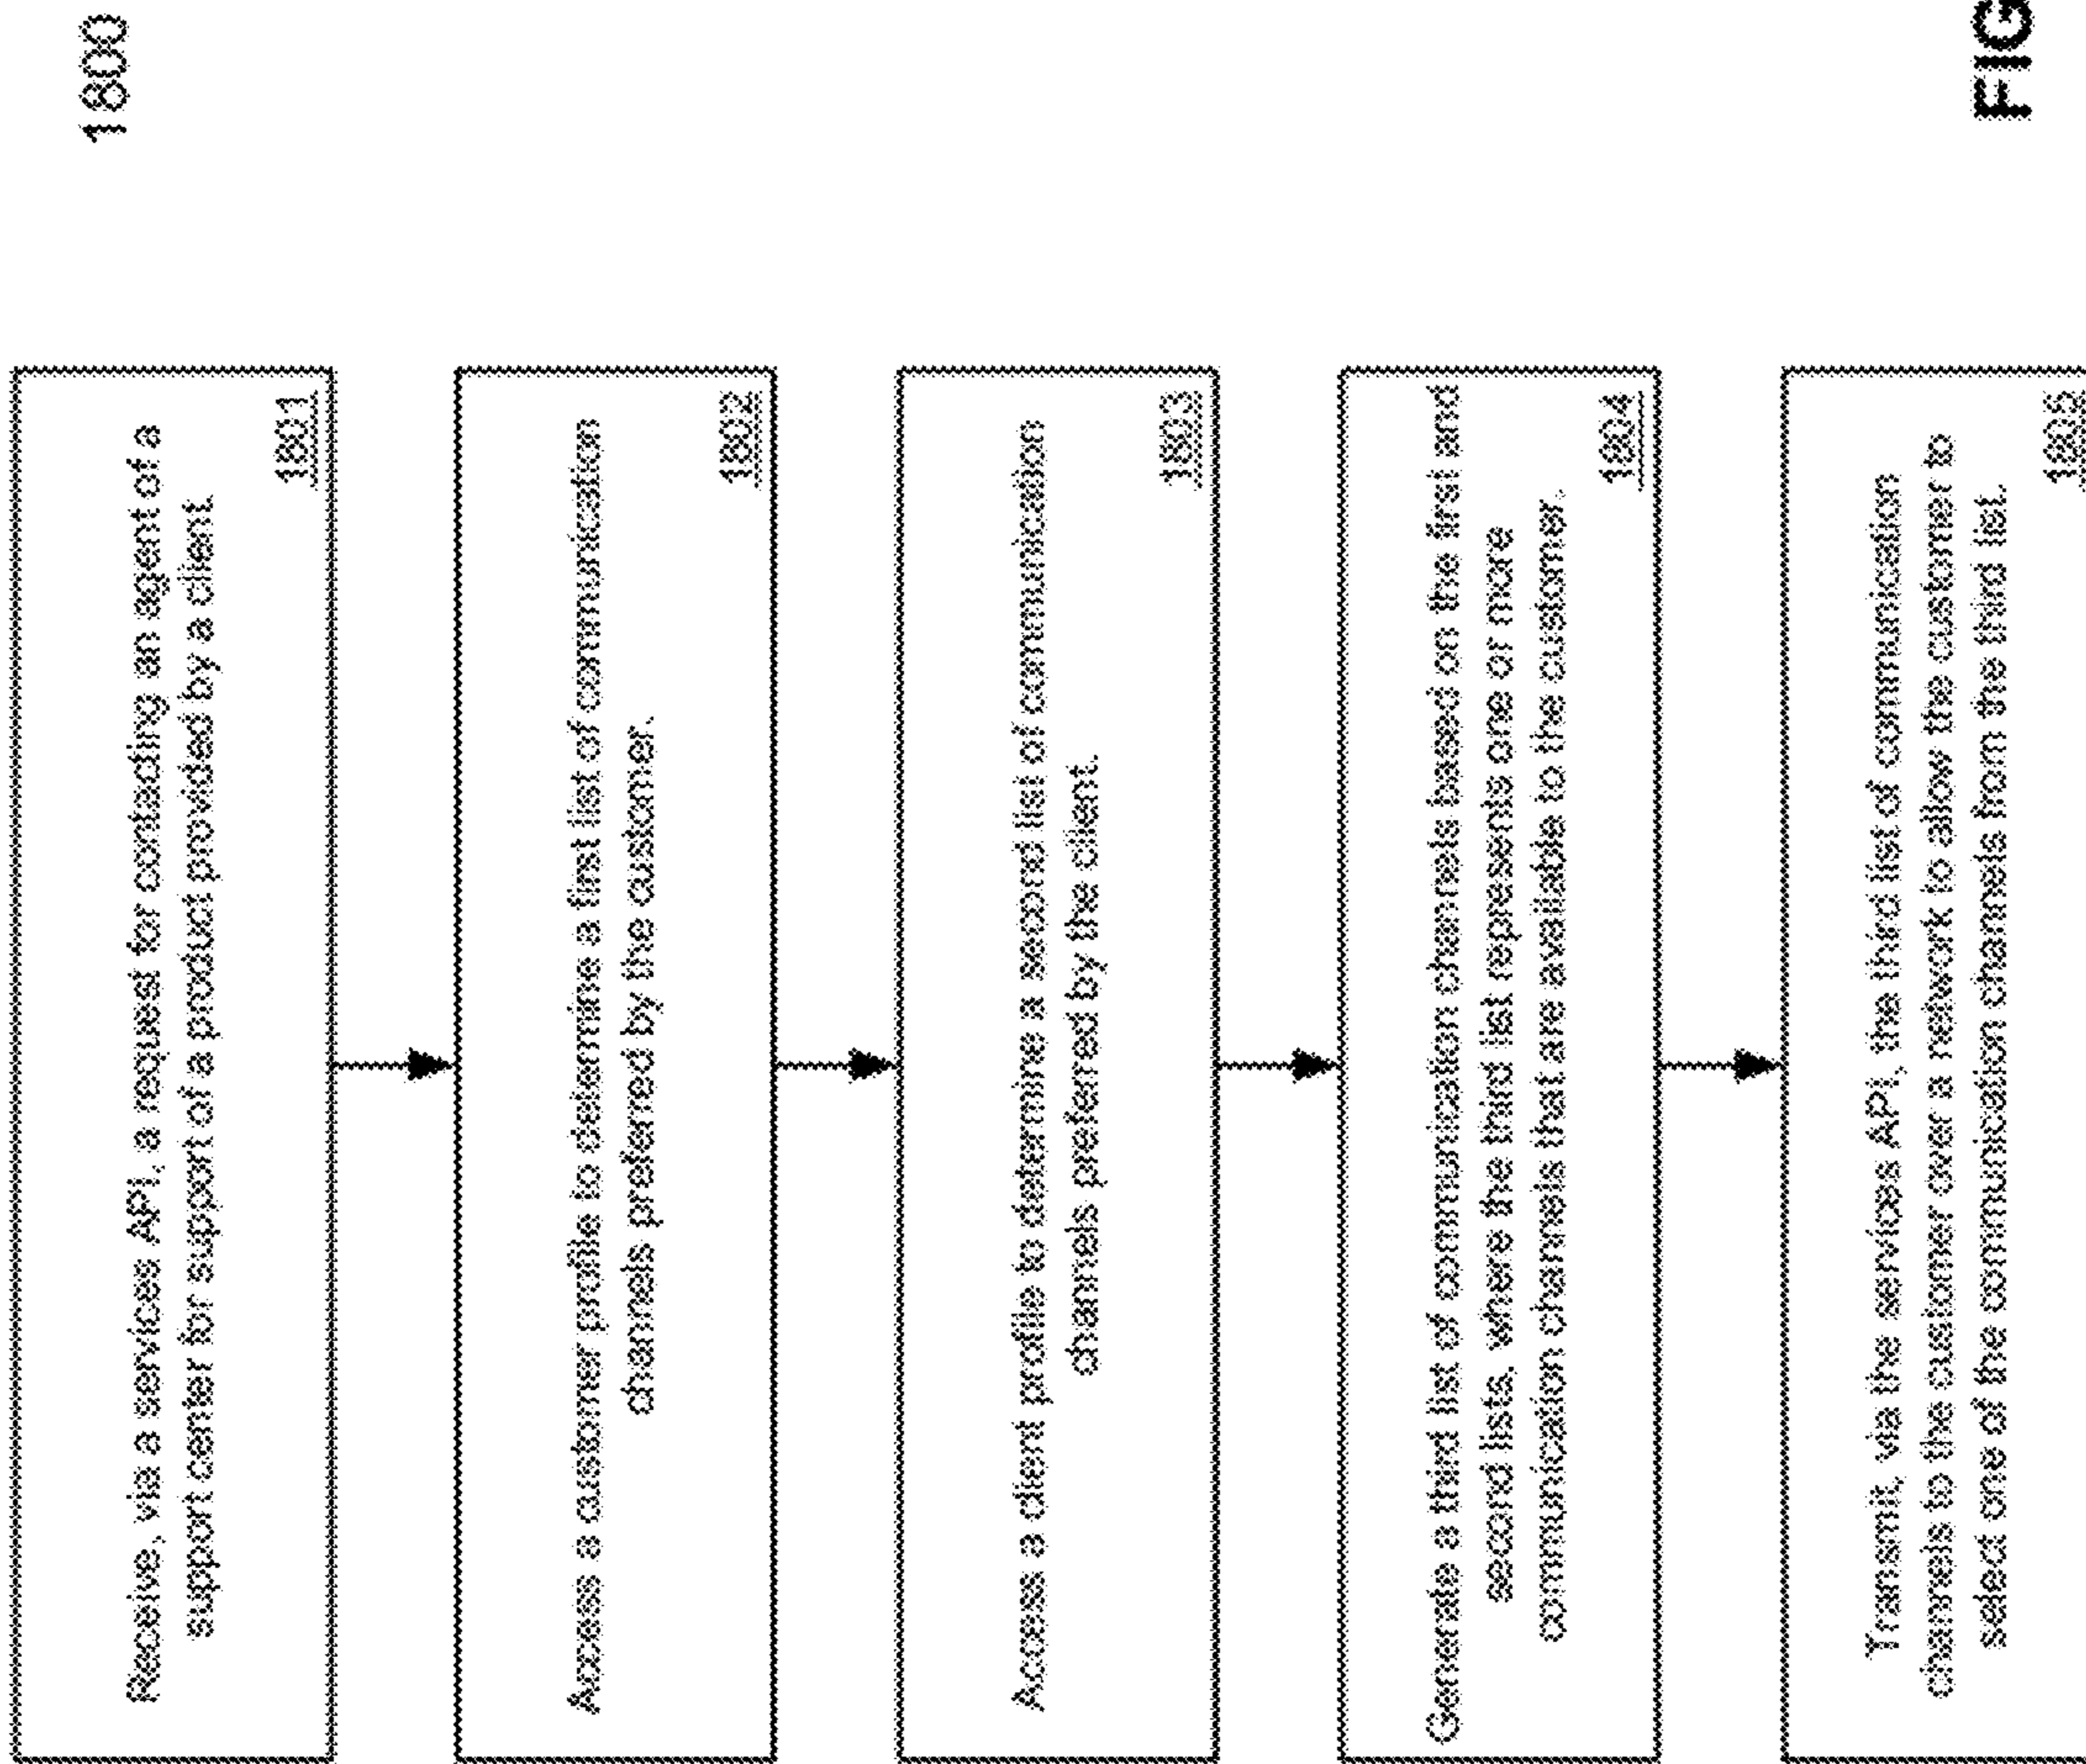 1800
Receive, via a services API, a request for contacting an agent of a
support center for support of a product provided by a client.
1801
Access a customer profile to determine a first list of communication
channels preferred by the customer.
1802
Access a client profile to determine a second list of communication
channels preferred by the client.
1803
Generate a third list of communication channels based on the first and
second lists, where the third list represents one or more
communication channels that are available to the customer.
1804
Transmit, via the services API, the third list of communication
channels to the customer over a network to allow the customer to
select one of the communication channels from the third list.
1805
FIG